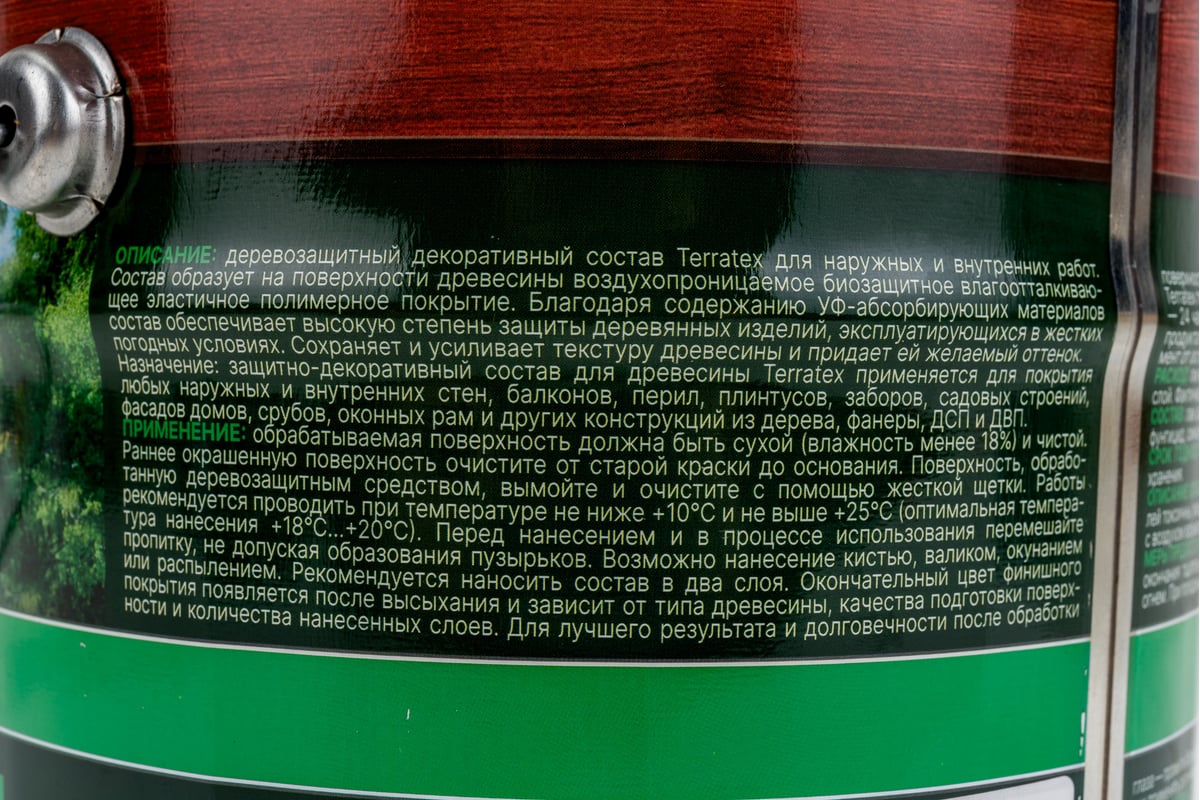 ОПИСАНИЕ: деревозащитный декоративный состав Terratex для наружных и внутренних работ.
Состав образует на поверхности древесины воздухопроницаемое биозащитное влагоотталкиваю-
щее эластичное полимерное покрытие. Благодаря содержанию УФ-абсорбирующих материалов
состав обеспечивает высокую степень защиты деревянных изделий, эксплуатирующихся в жестких
погодных условиях. Сохраняет и усиливает текстуру древесины и придает ей желаемый оттенок.
Назначение: защитно-декоративный состав для древесины Terratex применяется для покрытия
любых наружных и внутренних стен, балконов, перил, плинтусов, заборов, садовых строений,
фасадов домов, срубов, оконных рам и других конструкций из дерева, фанеры, ДСП и ДВП.
ПРИМЕНЕНИЕ: обрабатываемая поверхность должна быть сухой (влажность менее 18%) и чистой.
Раннее окрашенную поверхность очистите от старой краски до основания. Поверхность, обрабо-
танную деревозащитным средством, вымойте и очистите с помощью жесткой щетки. Работы
рекомендуется проводить при температуре не ниже +10°С и не выше +25°С (оптимальная темпера-
тура нанесения +18°С...+20°С). Перед нанесением и в процессе использования перемешайте
пропитку, не допуская образования пузырьков. Возможно нанесение кистью, валиком, окунанием
или распылением. Рекомендуется наносить состав в два слоя. Окончательный цвет финишного
покрытия появляется после высыхания и зависит от типа древесины, качества подготовки поверх-
ности и количества нанесенных слоев. Для лучшего результата и долговечности после обработки